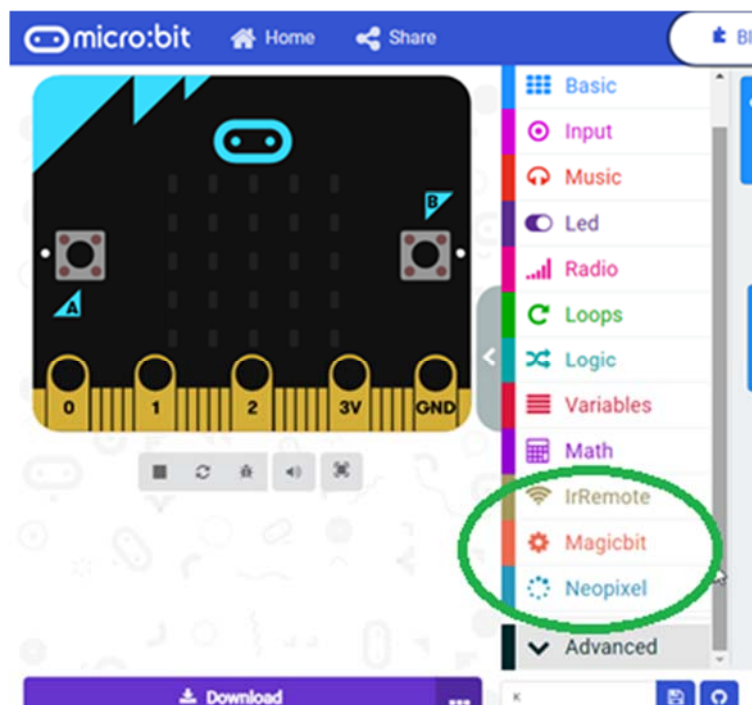 micro:bit Home Share Bl
Basic
Input
Music
B
Led
Radio
A
Loops
Logic
0 1 2 3V GND
Variables
Math
IrRemote
Magicbit
Neopixel
Advanced
Download
K